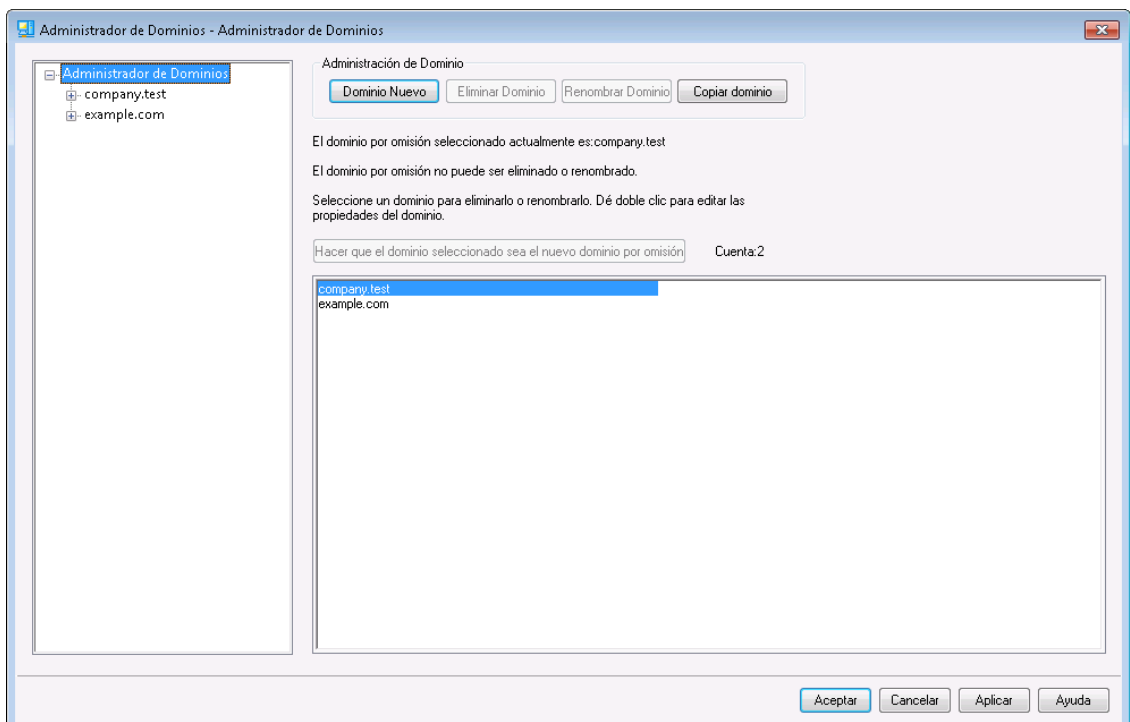 Administrador de Dominios - Administrador de Dominios
Administrador de Dominios
company.test
example.com
Administración de Dominio
Dominio Nuevo
Eliminar Dominio
Renombrar Dominio
Copiar dominio
El dominio por omisión seleccionado actualmente es:company.test
El dominio por omisión no puede ser eliminado o renombrado.
Seleccione un dominio para eliminarlo o renombrarlo. Dé doble clic para editar las
propiedades del dominio.
Hacer que el dominio seleccionado sea el nuevo dominio por omisión
Cuenta:2
company.test
example.com
Aceptar
Cancelar
Aplicar
Ayuda